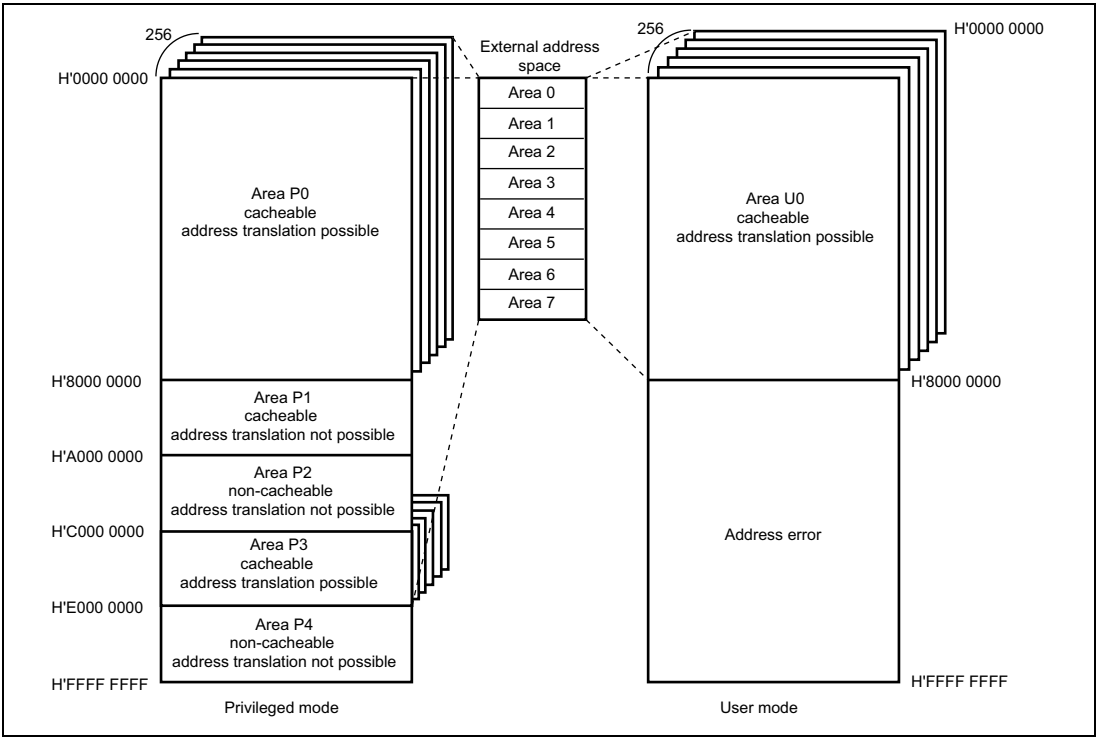 256
H'0000 0000
Area P0
cacheable
address translation possible
H'8000 0000
Area P1
cacheable
address translation not possible
H'A000 0000
Area P2
non-cacheable
address translation not possible
H'C000 0000
Area P3
cacheable
address translation possible
H'E000 0000
Area P4
non-cacheable
address translation not possible
H'FFFF FFFF
Privileged mode
External address
space
Area 0
Area 1
Area 2
Area 3
Area 4
Area 5
Area 6
Area 7
256
H'0000 0000
Area U0
cacheable
address translation possible
H'8000 0000
Address error
H'FFFF FFFF
User mode